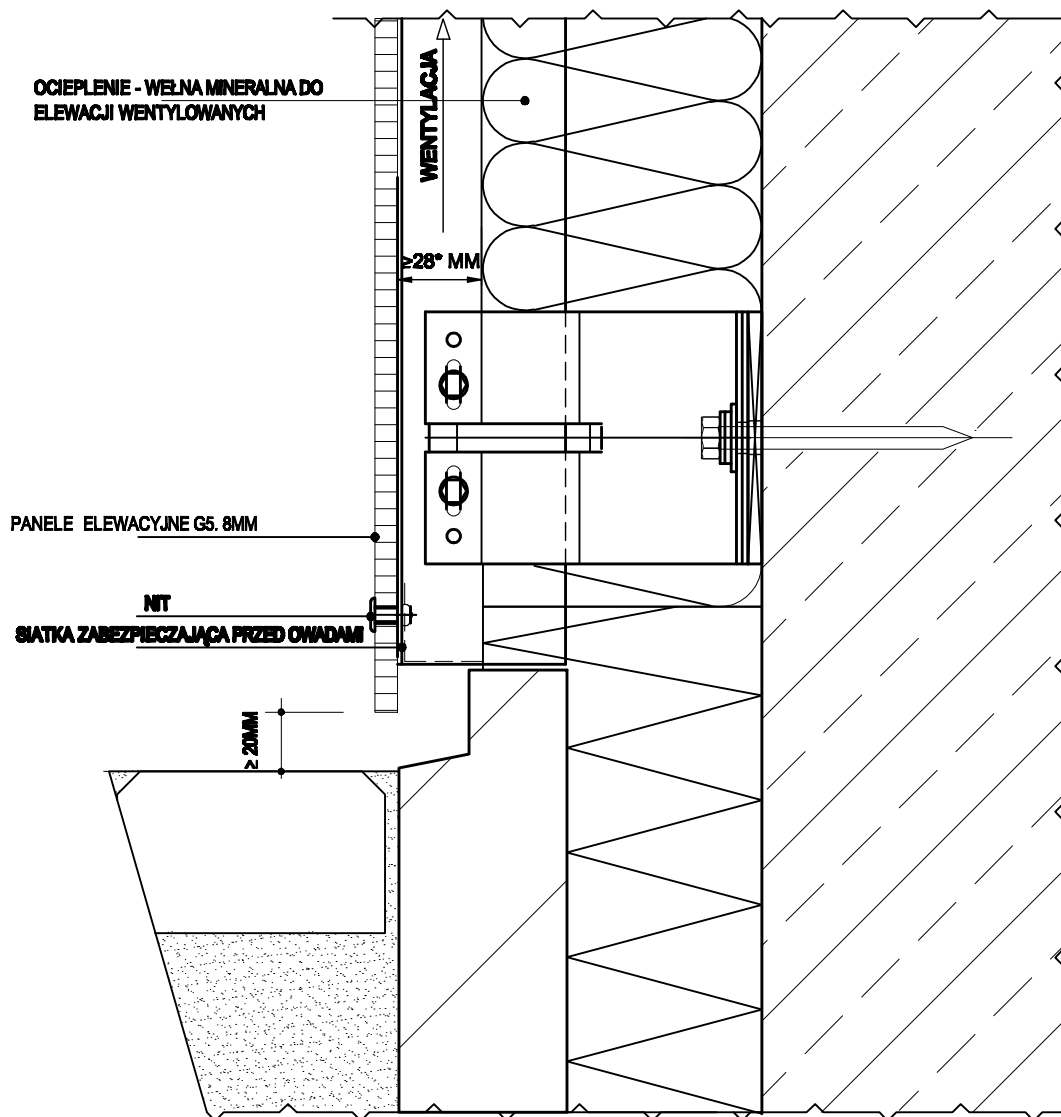 OCIEPLENIE - WEŁNA MINERALNA DO
ELEWACJI WENTYLOWANYCH
WENTYLACJA
≥28* MM
PANELE ELEWACYJNE G5. 8MM
NIT
SIATKA ZABEZPIECZAJĄCA PRZED OWADAMI
≥ 20MM